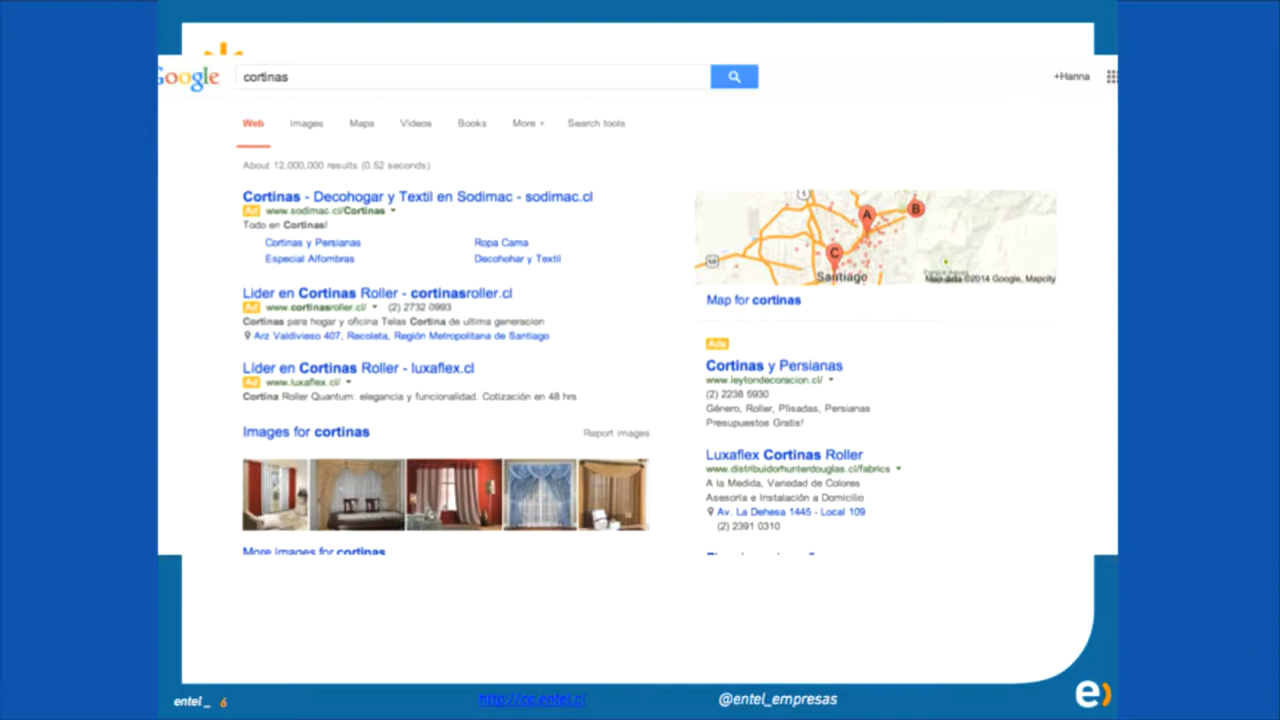 Google
cortinas
+Hanna
Web Images Maps Videos Books More Search tools
About 12,000,000 results (0.52 seconds)
Cortinas - Decohogar y Textil en Sodimac - sodimac.cl
Ad www.sodimac.cl/Cortinas
Todo en Cortinas!
Cortinas y Persianas Ropa Cama
Especial Alfombras Decohohar y Textil
Lider en Cortinas Roller - cortinasroller.cl
Ad www.cortinasroller.cl/ (2) 2732 0993
Cortinas para hogar y oficina Telas Cortina de ultima generacion
Arz Valdivieso 407, Recoleta, Región Metropolitana de Santiago
Líder en Cortinas Roller - luxaflex.cl
Ad www.luxaflex.cl/
Cortina Roller Quantum: elegancia y funcionalidad. Cotización en 48 hrs
Images for cortinas Report images
More images for cortinas
5
A
B
C
68
Santiago
Map data ©2014 Google, Mapcity
Map for cortinas
Ads
Cortinas y Persianas
www.leytondecoracion.cl/
(2) 2238 5930
Género, Roller, Plisadas, Persianas
Presupuestos Gratis!
Luxaflex Cortinas Roller
www.distribuidorhunterdouglas.cl/fabrics
A la Medida, Variedad de Colores
Asesoría e Instalación a Domicilio
Av. La Dehesa 1445 - Local 109
(2) 2391 0310
entel _ 6
http://ce.entel.cl
@entel_empresas
e)